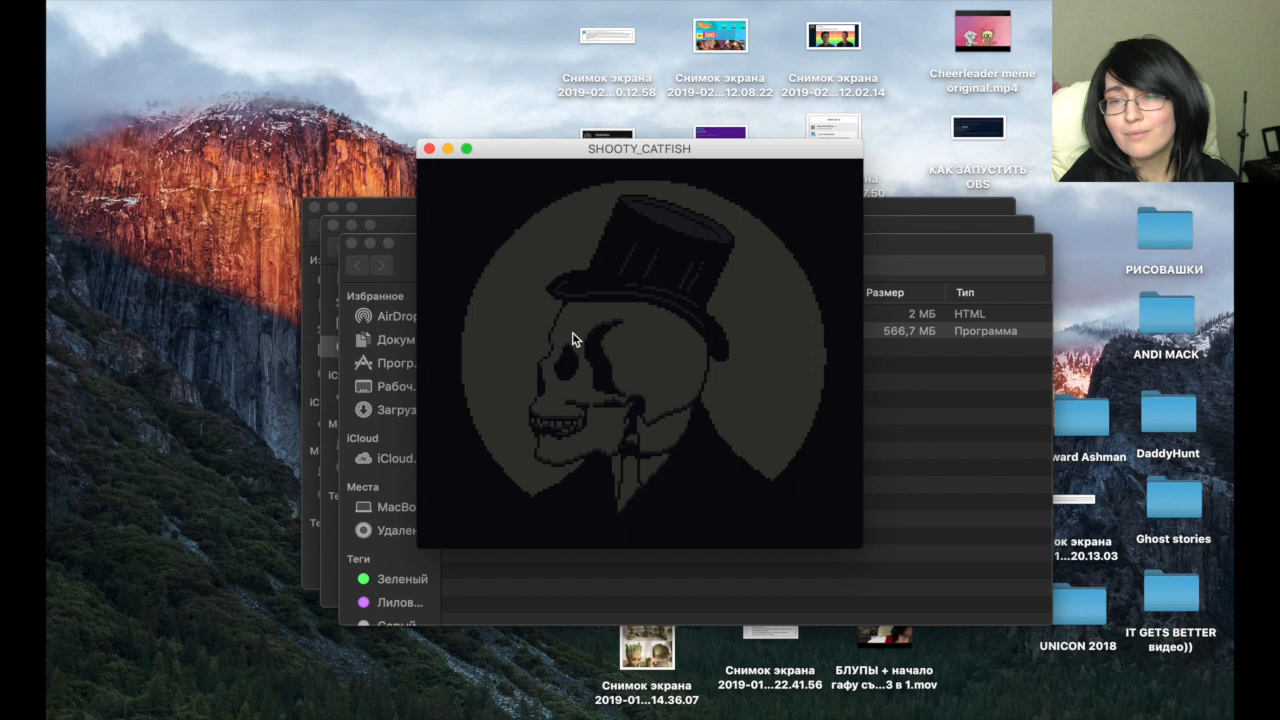 Снимок экрана
2019-02...0.12.58
Снимок экрана
2019-02...12.08.22
Снимок экрана
2019-02...12.02.14
Cheerleader meme
original.mp4
КАК ЗАПУСТИТЬ
OBS
SHOOTY_CATFISH
Избранное
AirDrop
Докум
Прогр.
Рабоч.
Загруз
iCloud
iCloud.
Места
MacBo
Удален
Теги
Зеленый
Лилов...
Серый
Размер
Тип
2 МБ
HTML
566,7 МБ
Программа
РИСОВАШКИ
ANDI MACK
ward Ashman
DaddyHunt
ок экрана
1...20.13.03
Ghost stories
UNICON 2018
IT GETS BETTER
видео))
Снимок экрана
2019-01...14.36.07
Снимок экрана
2019-01...22.41.56
БЛУПЫ + начало
гафу съ...3 в 1.mov